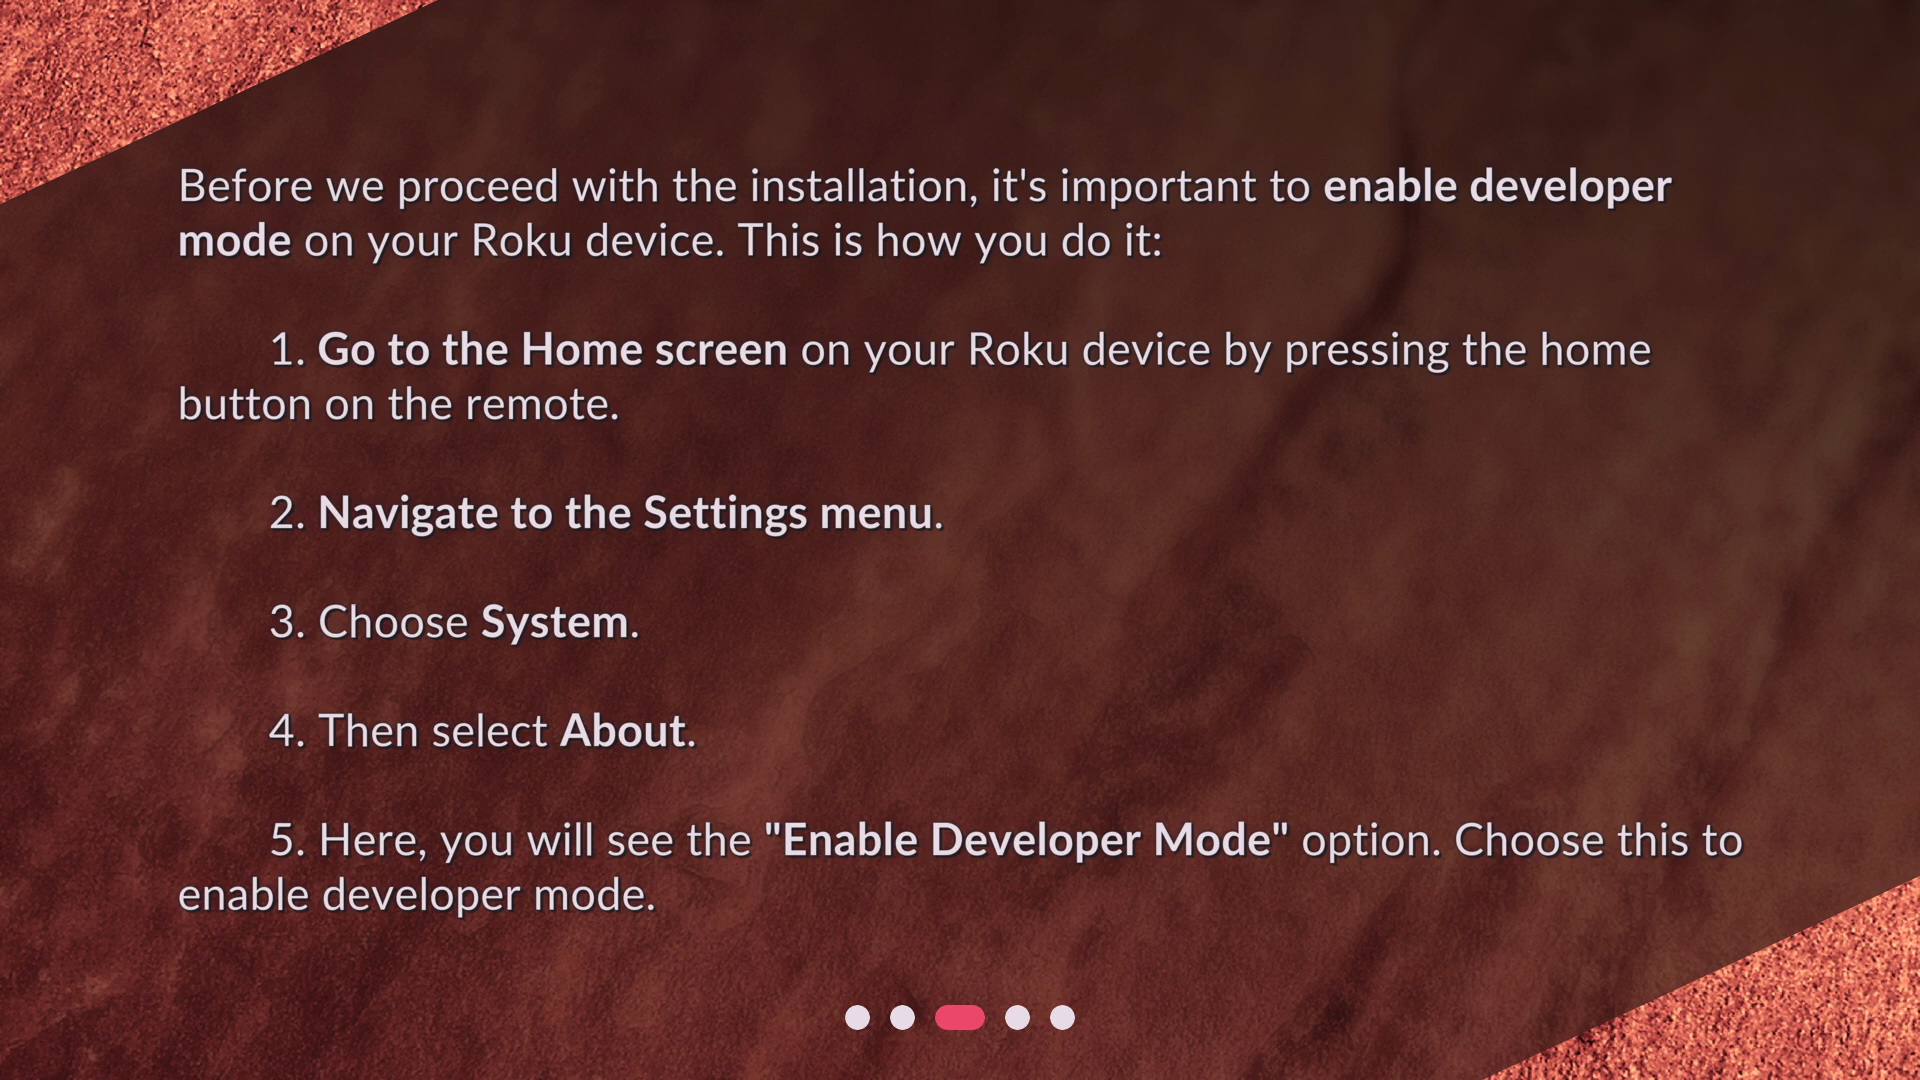 Before we proceed with the installation, it's important to enable developer
mode on your Roku device. This is how you do it:
1. Go to the Home screen on your Roku device by pressing the home
button on the remote.
2. Navigate to the Settings menu.
3. Choose System.
4. Then select About.
5. Here, you will see the "Enable Developer Mode" option. Choose this to
enable developer mode.